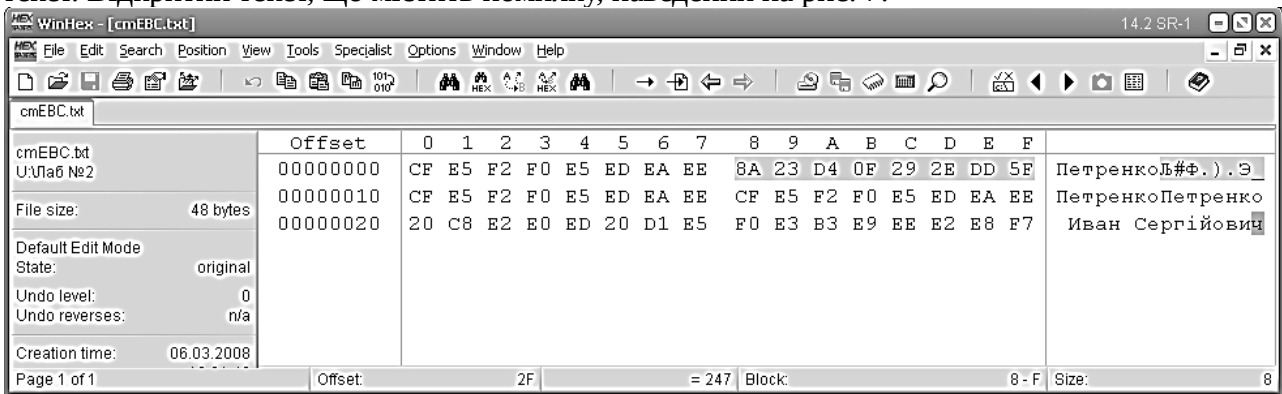 WinHex - [cmEBC.txt] 14.2 SR-1
File Edit Search Position View Tools Specialist Options Window Help
cmEBC.txt
cmEBC.txt
U:\Лаб №2
File size: 48 bytes
Default Edit Mode
State: original
Undo level: 0
Undo reverses: n/a
Creation time: 06.03.2008
Offset 0 1 2 3 4 5 6 7 8 9 A B C D E F
00000000 CF E5 F2 F0 E5 ED EA EE 8A 23 D4 0F 29 2E DD 5F ПетренкоЉ#Ф.).Э_
00000010 CF E5 F2 F0 E5 ED EA EE CF E5 F2 F0 E5 ED EA EE ПетренкоПетренко
00000020 20 C8 E2 E0 ED 20 D1 E5 F0 E3 B3 E9 EE E2 E8 F7 Иван Сергійович
Page 1 of 1 Offset: 2F = 247 Block: 8 - F Size: 8